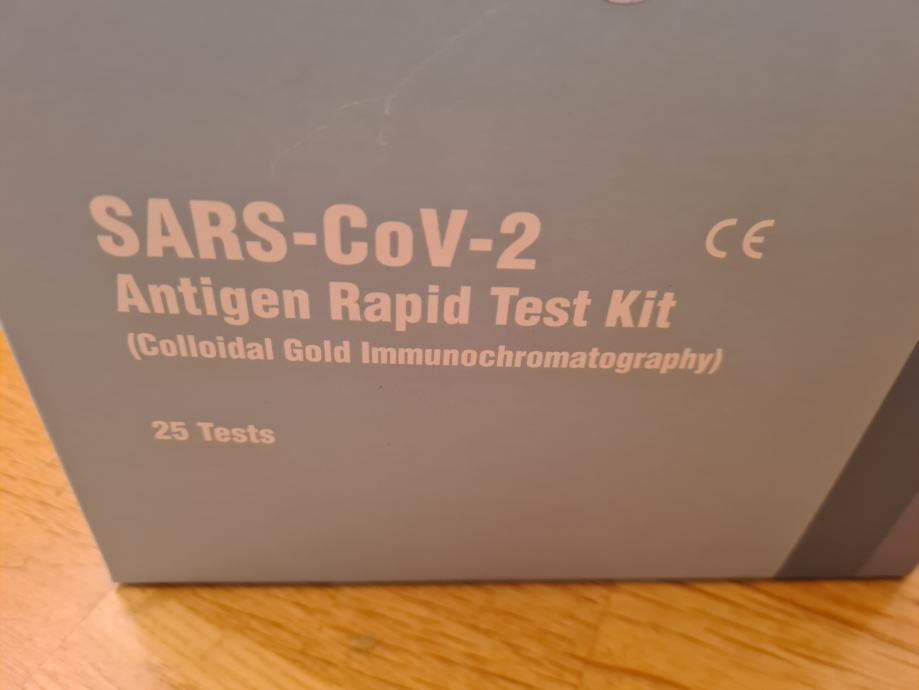 SARS-CoV-2
CE
Antigen Rapid Test Kit
(Colloidal Gold Immunochromatography)
25 Tests